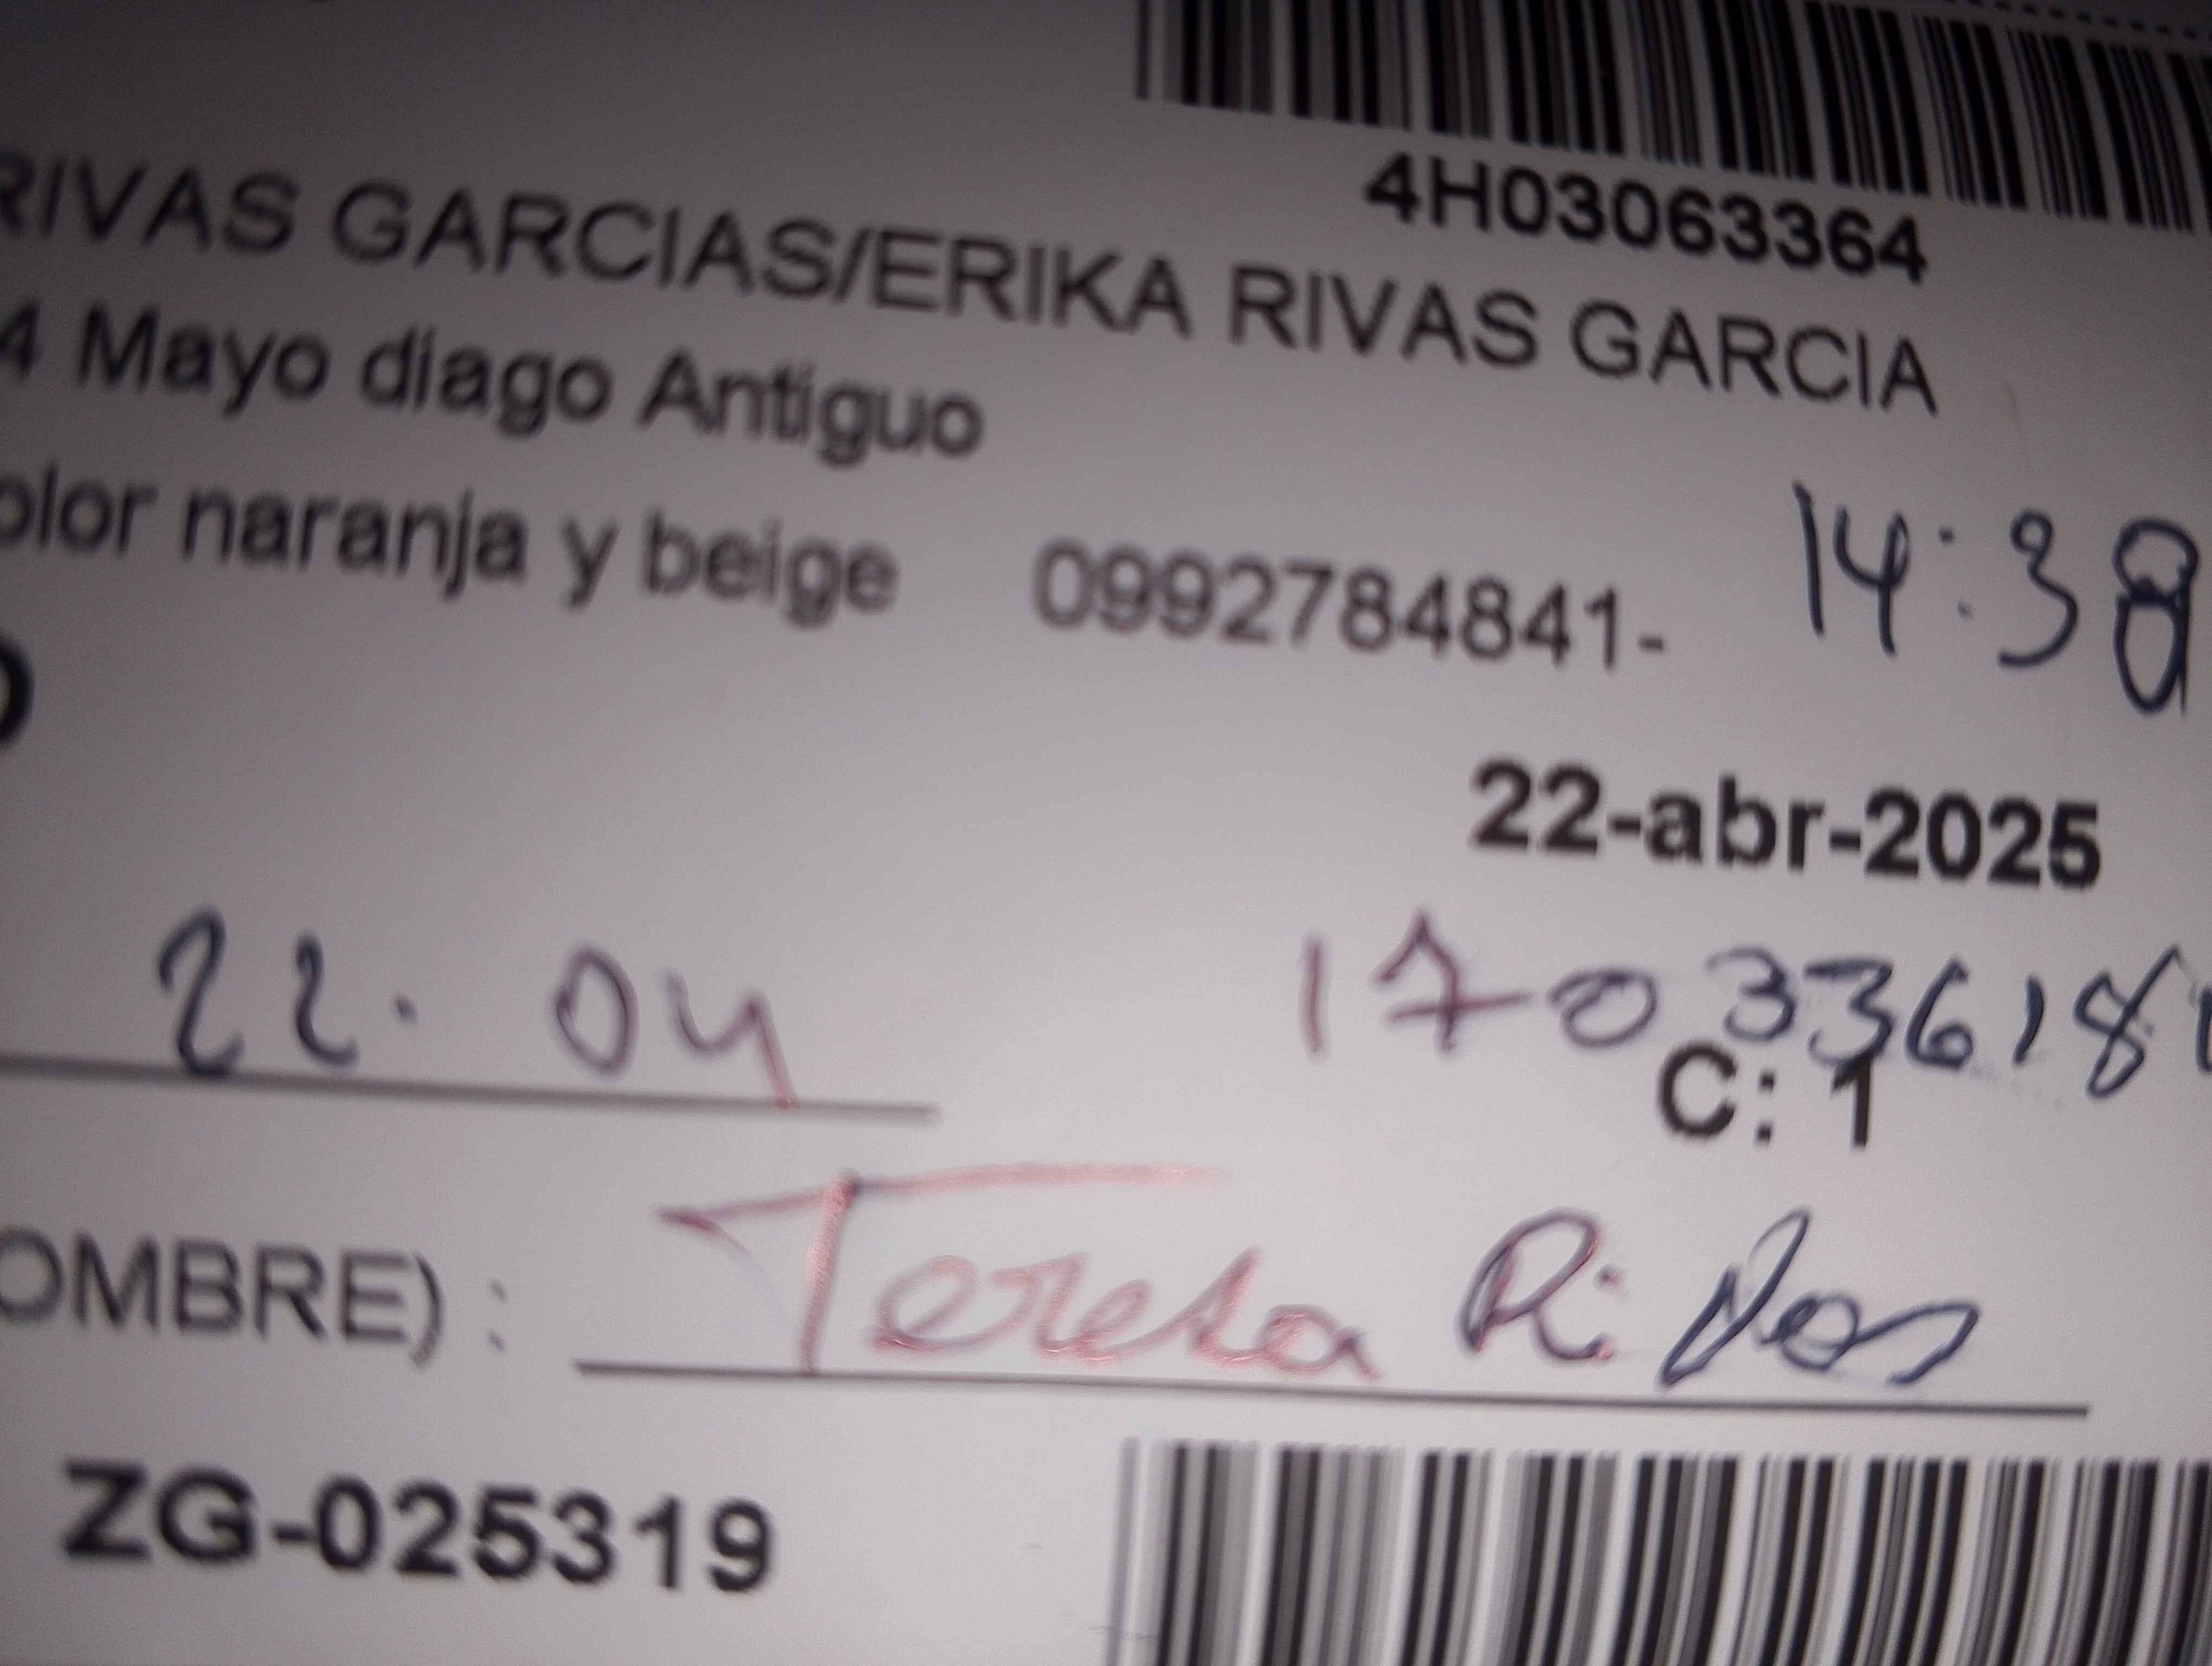 4H03063364
RIVAS GARCIAS/ERIKA RIVAS GARCIA
4 Mayo diago Antiguo
olor naranja y beige 0992784841-
14:38
22-abr-2025
22. 04
170336181
C: 1
OMBRE) : Teresa Rivas
ZG-025319